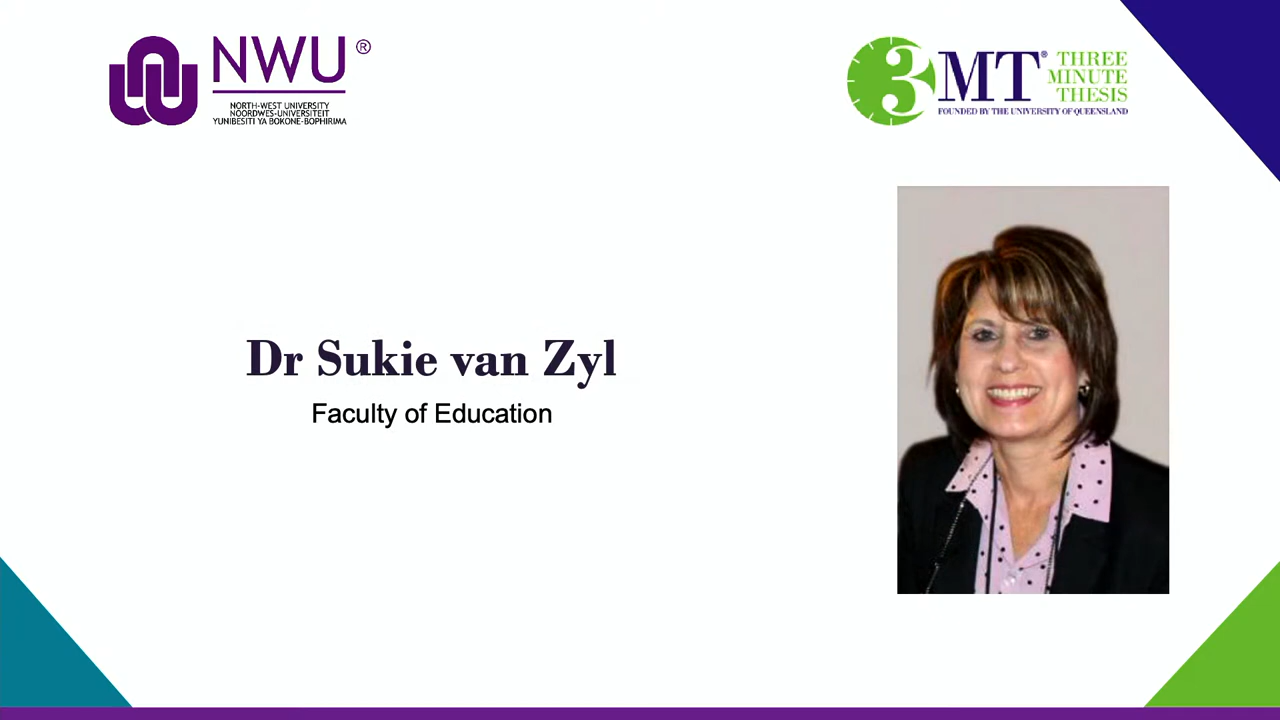 NWU®
NORTH-WEST UNIVERSITY
NOORDWES-UNIVERSITEIT
YUNIBESITI YA BOKONE-BOPHIRIMA
3MT®
THREE
MINUTE
THESIS
FOUNDED BY THE UNIVERSITY OF QUEENSLAND
Dr Sukie van Zyl
Faculty of Education